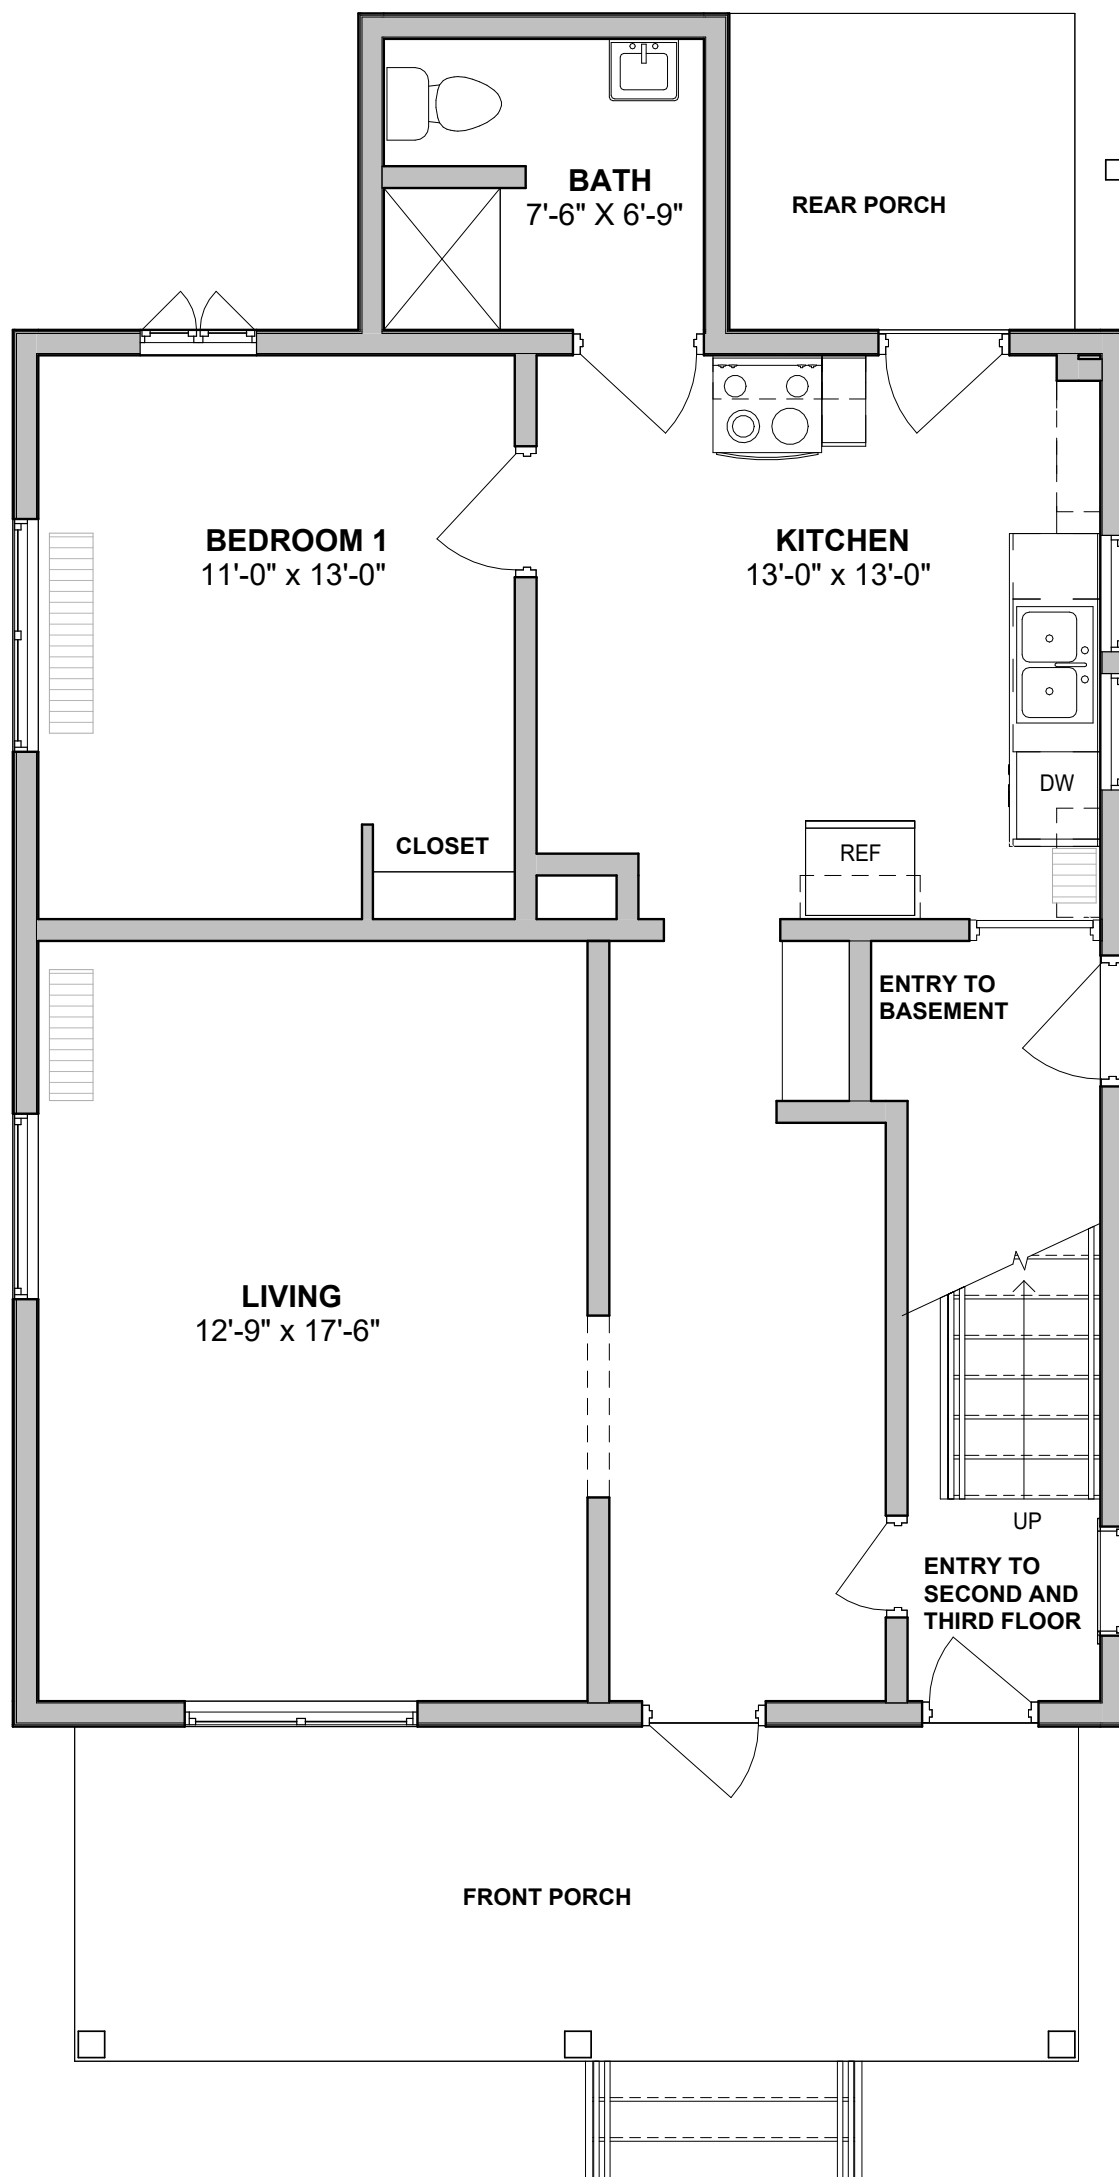 BATH
7'-6" X 6'-9"
REAR PORCH
BEDROOM 1
11'-0" x 13'-0"
KITCHEN
13'-0" x 13'-0"
DW
CLOSET
REF
ENTRY TO
BASEMENT
LIVING
12'-9" x 17'-6"
UP
ENTRY TO
SECOND AND
THIRD FLOOR
FRONT PORCH